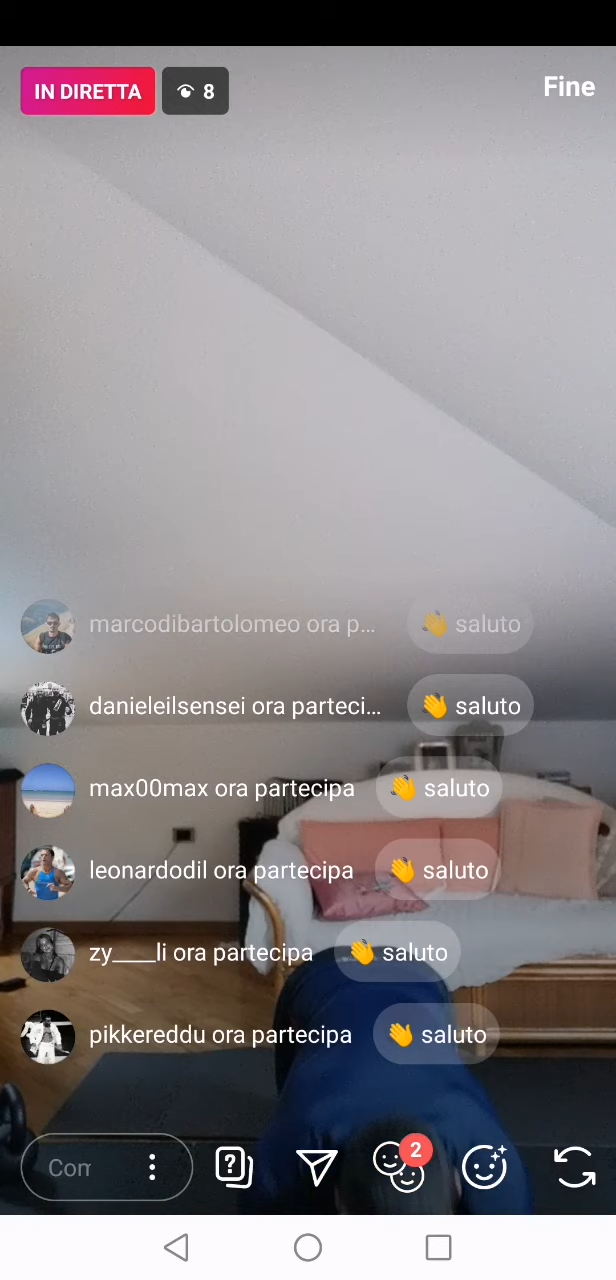 IN DIRETTA 8 Fine
marcodibartolomeo ora p... 👋 saluto
danieleilsensei ora parteci... 👋 saluto
max00max ora partecipa 👋 saluto
leonardodil ora partecipa 👋 saluto
zy____li ora partecipa 👋 saluto
pikkereddu ora partecipa 👋 saluto
Com 2